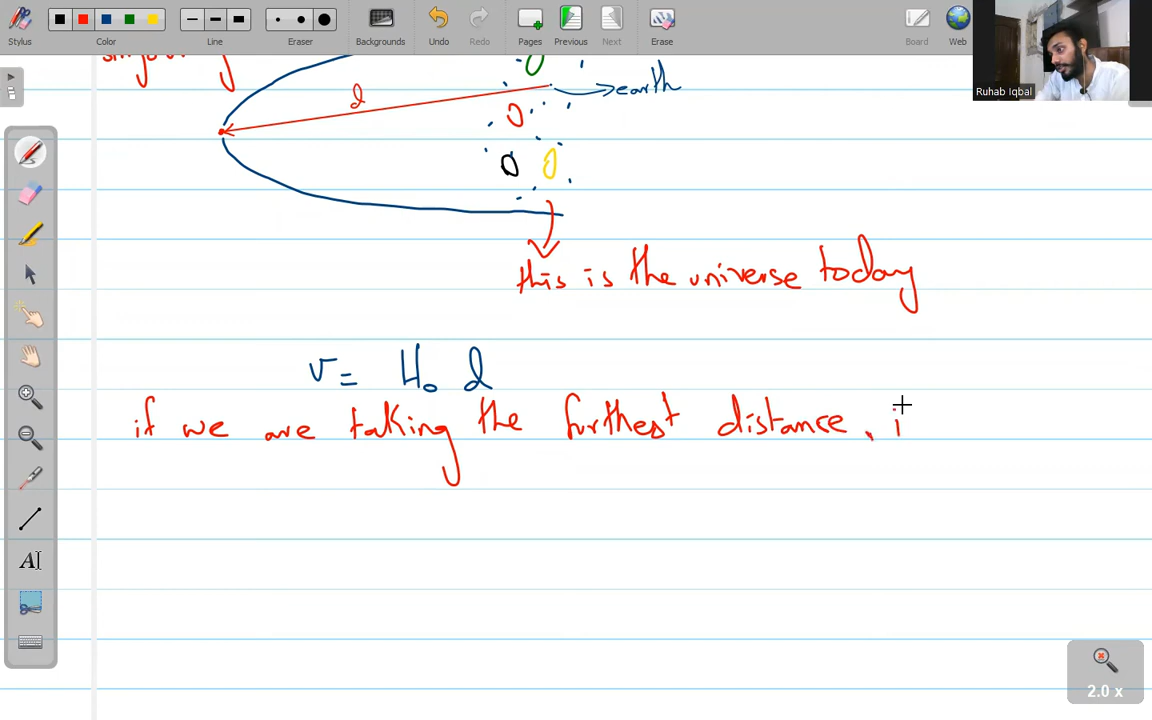 Stylus
Color
Line
Eraser
Backgrounds
Undo
Redo
Pages
Previous
Next
Erase
Board
Web
Ruhab Iqbal
d
earth
this is the universe today
v = H₀ d
if we are taking the furthest distance, i
A
2.0 x